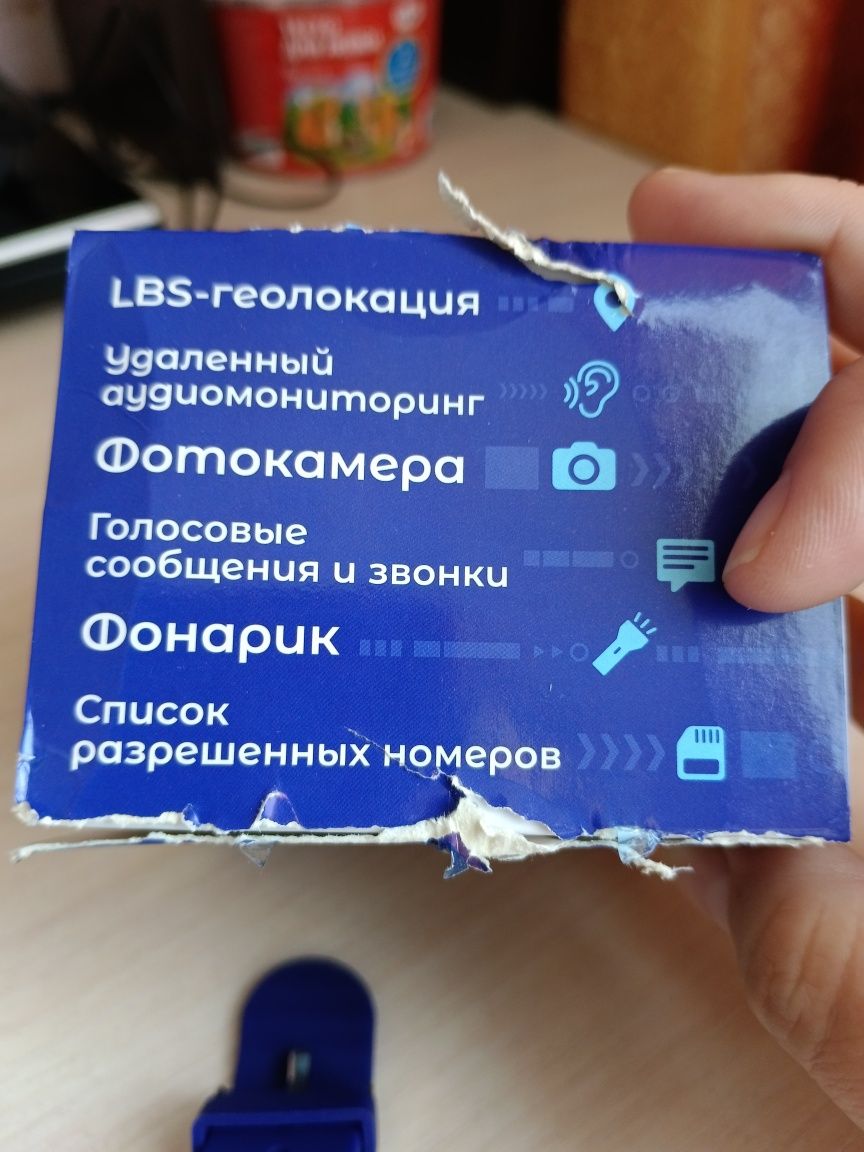 LBS-геолокация
Удаленный
аудиомониторинг
Фотокамера
Голосовые
сообщения и звонки
Фонарик
Список
разрешенных номеров